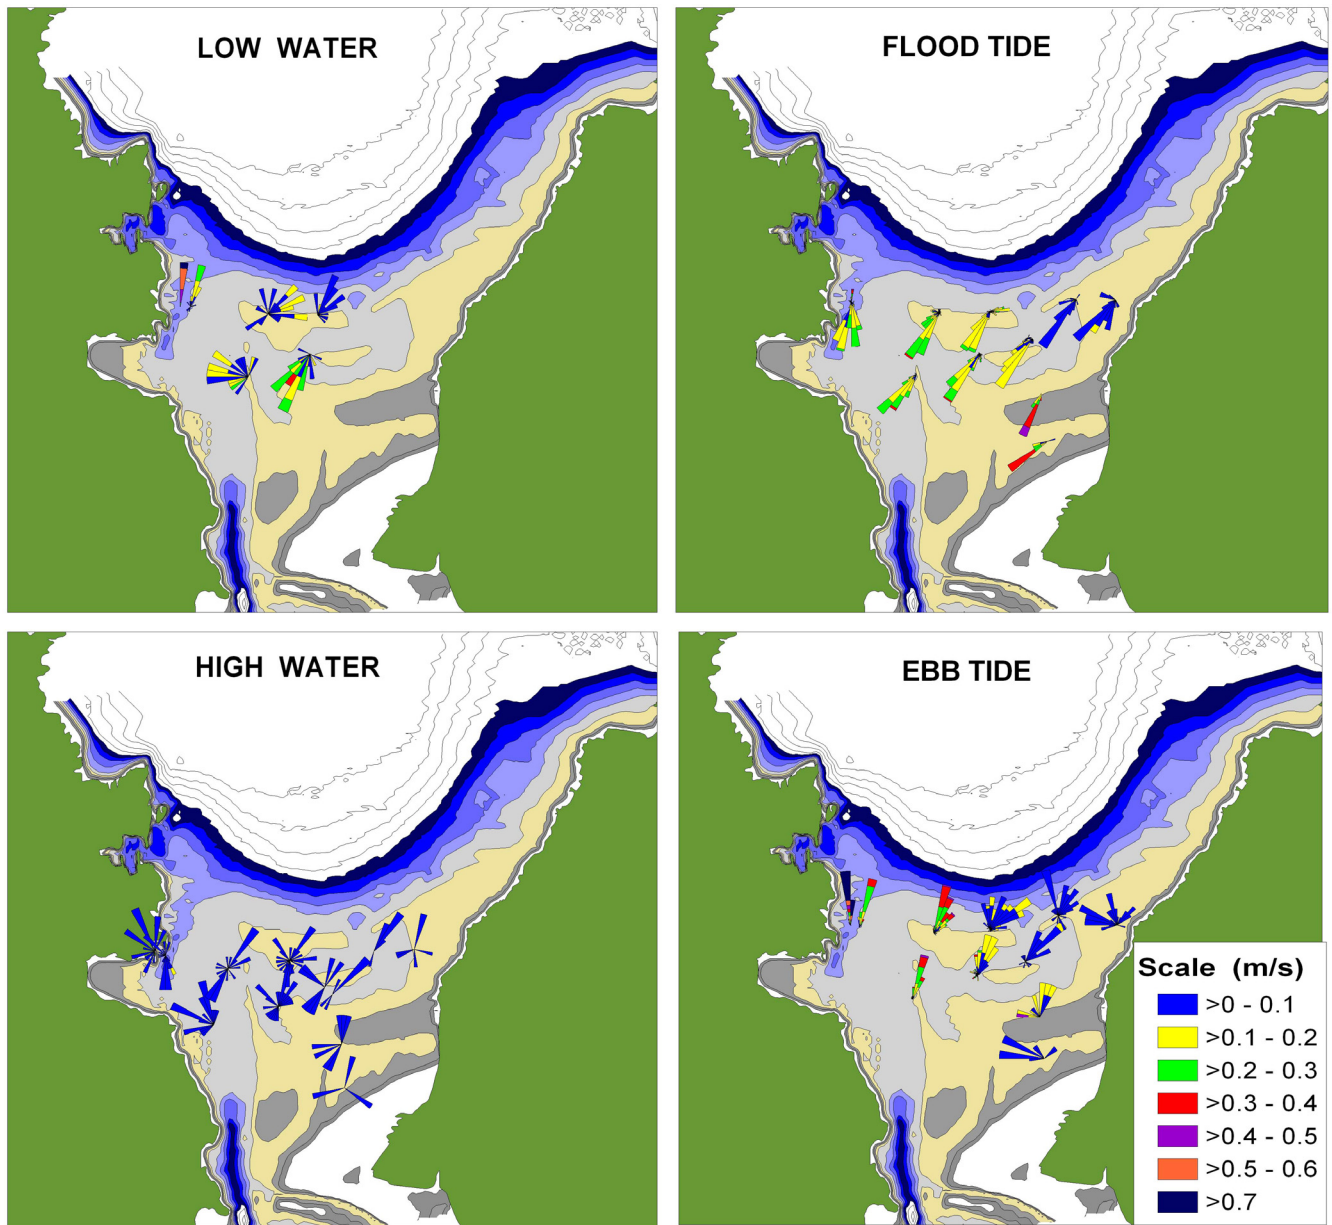 LOW WATER
FLOOD TIDE
HIGH WATER
EBB TIDE
Scale (m/s)
>0 - 0.1
>0.1 - 0.2
>0.2 - 0.3
>0.3 - 0.4
>0.4 - 0.5
>0.5 - 0.6
>0.7